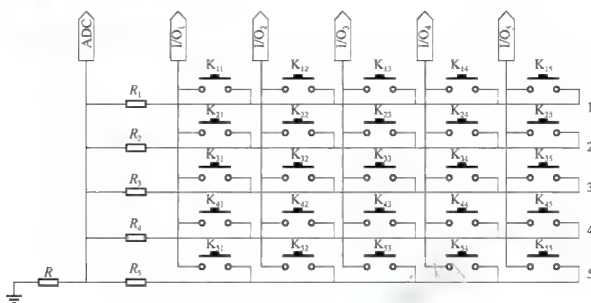 ADC I/O₁ I/O₂ I/O₃ I/O₄ I/O₅
K₁₁ K₁₂ K₁₃ K₁₄ K₁₅
R₁ 1
K₂₁ K₂₂ K₂₃ K₂₄ K₂₅
R₂ 2
K₃₁ K₃₂ K₃₃ K₃₄ K₃₅
R₃ 3
K₄₁ K₄₂ K₄₃ K₄₄ K₄₅
R₄ 4
K₅₁ K₅₂ K₅₃ K₅₄ K₅₅
R R₅ 5